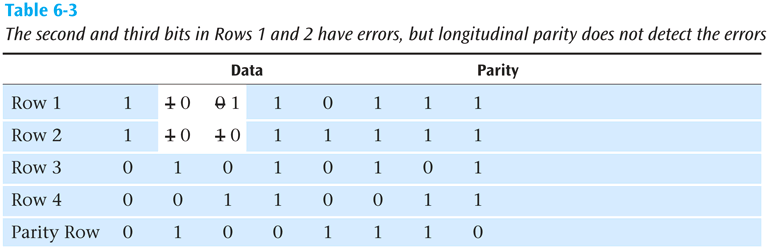 Table 6-3
The second and third bits in Rows 1 and 2 have errors, but longitudinal parity does not detect the errors
Data Parity
Row 1 1 1 0 0 1 1 0 1 1 1
Row 2 1 1 0 1 0 1 1 1 1 1
Row 3 0 1 0 1 0 1 0 1
Row 4 0 0 1 1 0 0 1 1
Parity Row 0 1 0 0 1 1 1 0